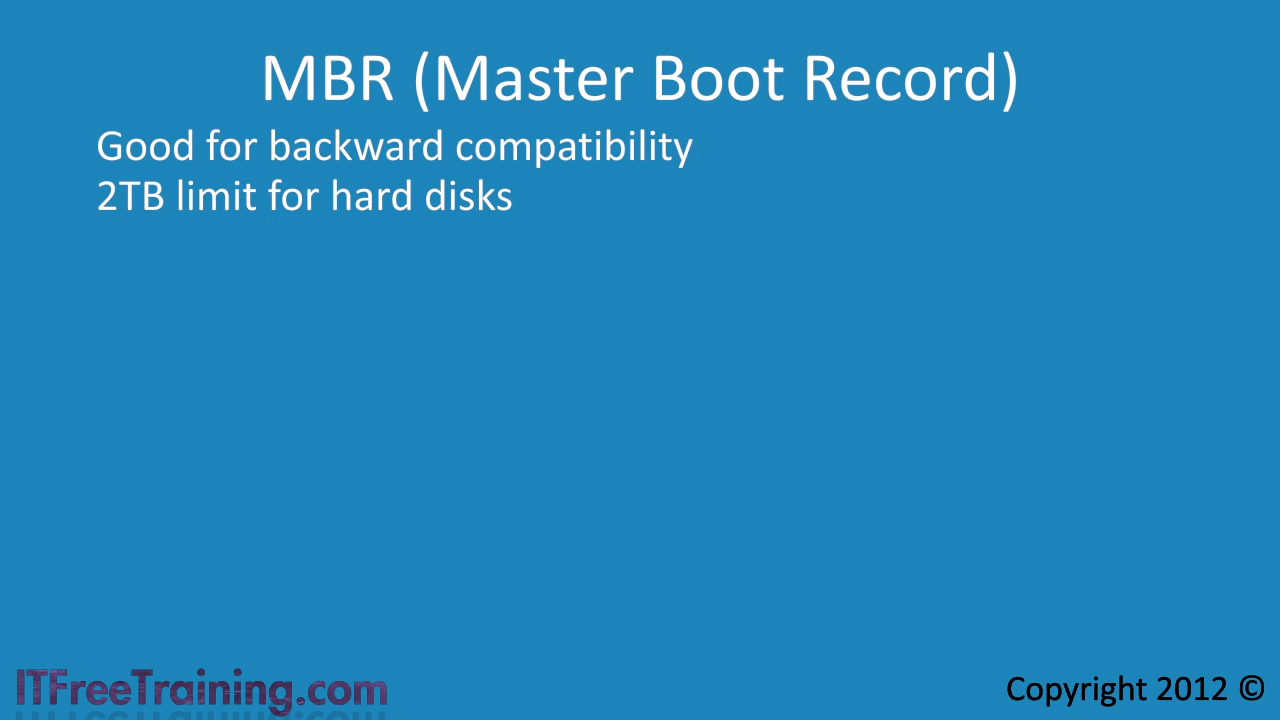 MBR (Master Boot Record)
Good for backward compatibility
2TB limit for hard disks
ITFreeTraining.com
Copyright 2012 ©